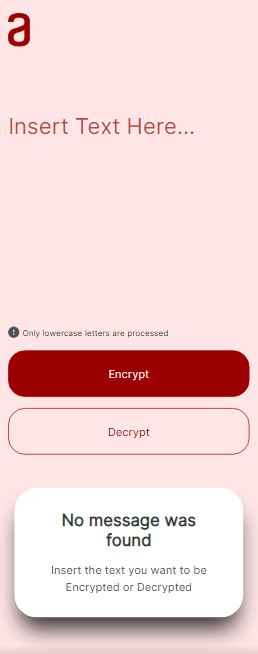 a
Insert Text Here...
! Only lowercase letters are processed
Encrypt
Decrypt
No message was
found
Insert the text you want to be
Encrypted or Decrypted